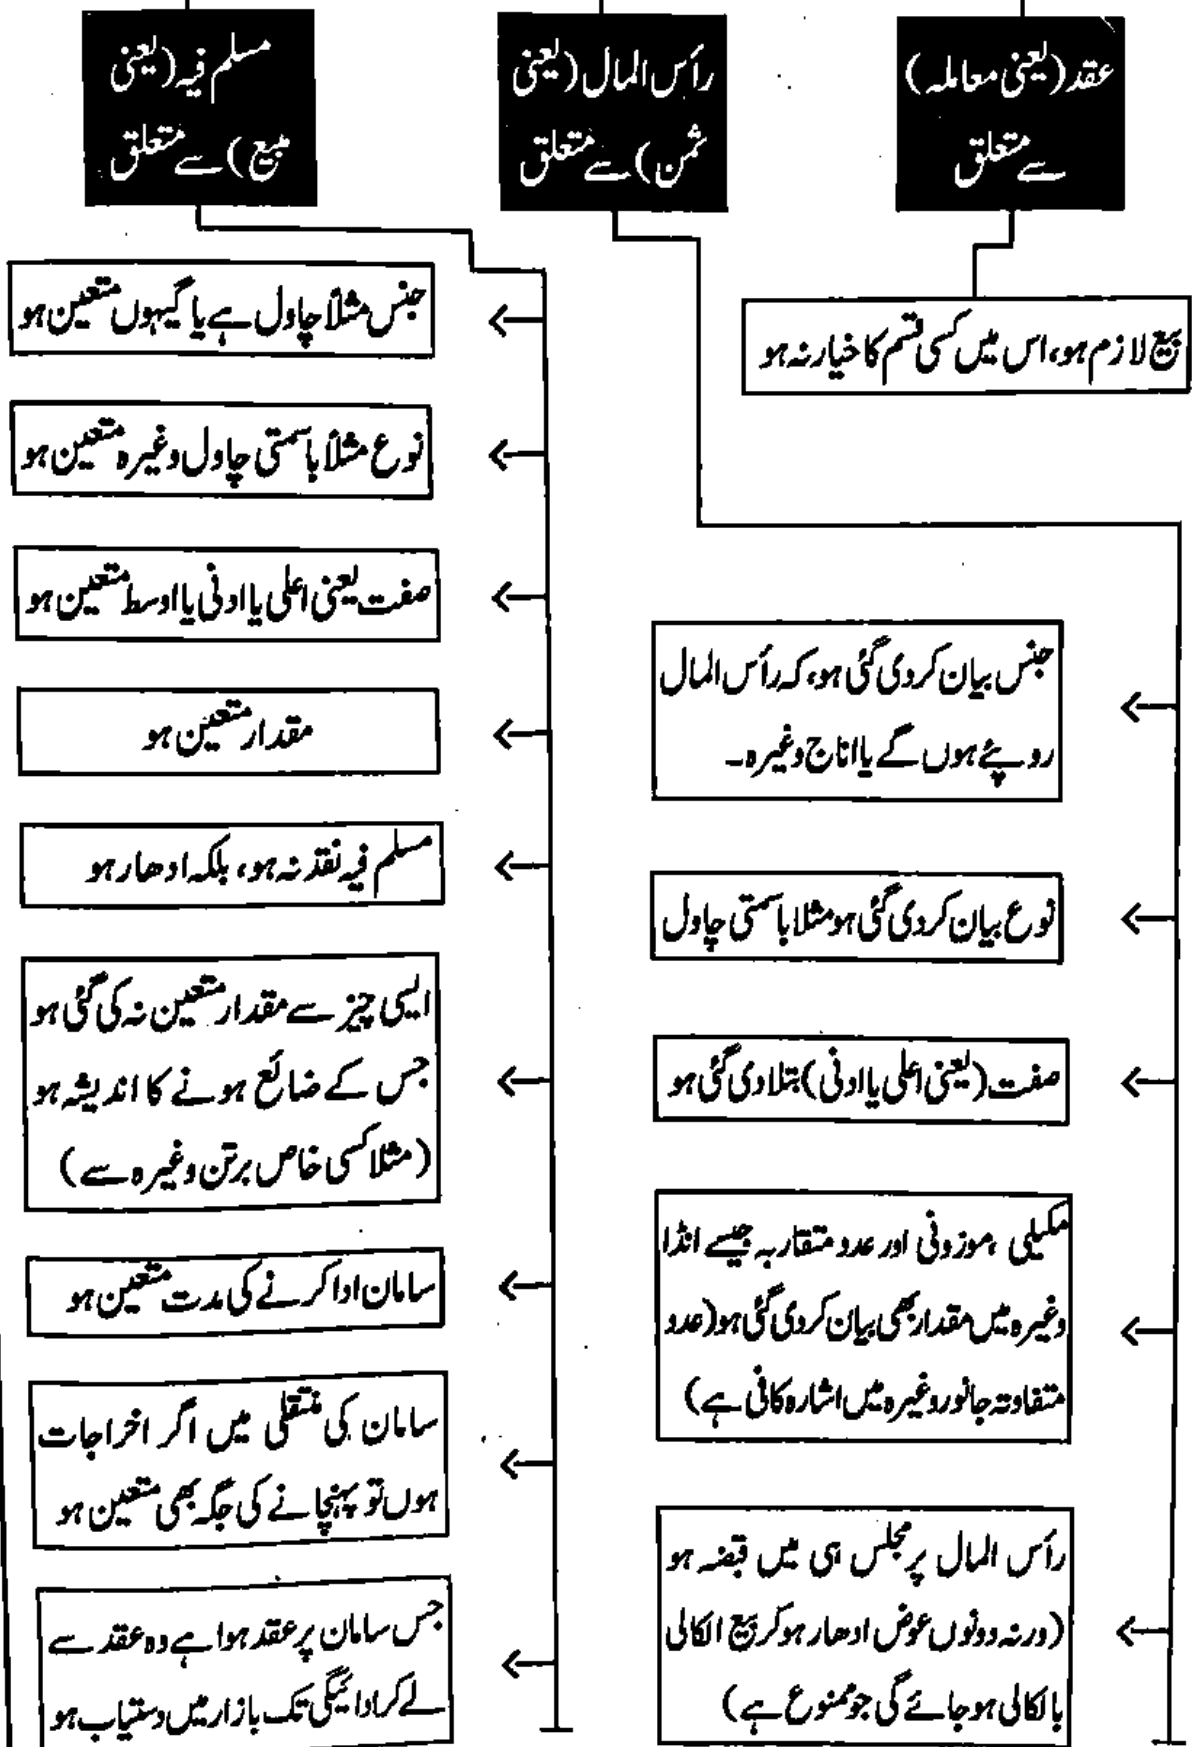 عقد (یعنی معاملہ)
سے متعلق
رأس المال (یعنی
ثمن) سے متعلق
مسلم فیہ (یعنی
مبیع) سے متعلق
بیع لازم ہو، اس میں کسی قسم کا خیار نہ ہو
جنس بیان کردی گئی ہو، کہ رأس المال
روپئے ہوں گے یا اناج وغیرہ۔
نوع بیان کردی گئی ہو مثلا باسمتی چاول
صفت (یعنی اعلی یا ادنی) بتلا دی گئی ہو
مکیلی، موزونی اور عدد متقاربہ جیسے انڈا
وغیرہ میں مقدار بھی بیان کردی گئی ہو (عدد
متفاوتہ جانور وغیرہ میں اشارہ کافی ہے)
رأس المال پر مجلس ہی میں قبضہ ہو
(ورنہ دونوں عوض ادھار ہوکر بیع الکالی
بالکالی ہوجائے گی جو ممنوع ہے)
جنس مثلاً چاول ہے یا گیہوں متعین ہو
نوع مثلاً باسمتی چاول وغیرہ متعین ہو
صفت یعنی اعلی یا ادنی یا اوسط متعین ہو
مقدار متعین ہو
مسلم فیہ نقد نہ ہو، بلکہ ادھار ہو
ایسی چیز سے مقدار متعین نہ کی گئی ہو
جس کے ضائع ہونے کا اندیشہ ہو
(مثلا کسی خاص برتن وغیرہ سے)
سامان ادا کرنے کی مدت متعین ہو
سامان کی منتقلی میں اگر اخراجات
ہوں تو پہنچانے کی جگہ بھی متعین ہو
جس سامان پر عقد ہوا ہے وہ عقد سے
لے کر ادائیگی تک بازار میں دستیاب ہو